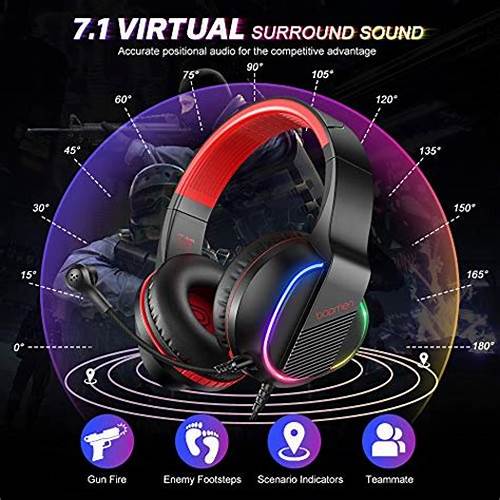 7.1 VIRTUAL SURROUND SOUND
Accurate positional audio for the competitive advantage
90°
75°
105°
60°
120°
45°
135°
30°
150°
15°
165°
0°
180°
Gun Fire
Enemy Footsteps
Scenario Indicators
Teammate